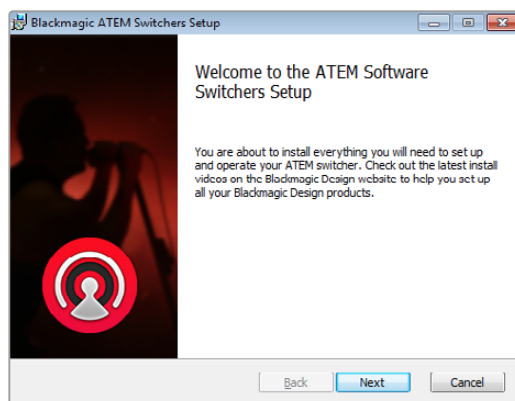 Blackmagic ATEM Switchers Setup
Welcome to the ATEM Software
Switchers Setup
You are about to install everything you will need to set up
and operate your ATEM switcher. Check out the latest install
videos on the Blackmagic Design website to help you set up
all your Blackmagic Design products.
Back
Next
Cancel